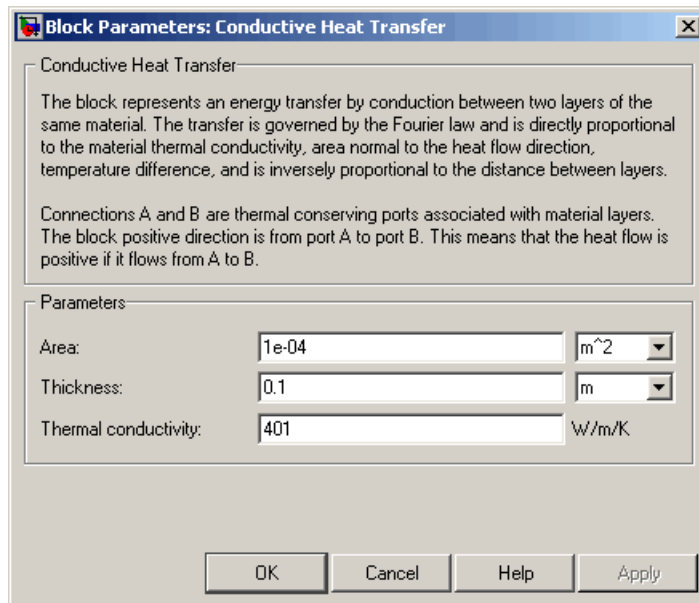 Block Parameters: Conductive Heat Transfer
Conductive Heat Transfer
The block represents an energy transfer by conduction between two layers of the
same material. The transfer is governed by the Fourier law and is directly proportional
to the material thermal conductivity, area normal to the heat flow direction,
temperature difference, and is inversely proportional to the distance between layers.
Connections A and B are thermal conserving ports associated with material layers.
The block positive direction is from port A to port B. This means that the heat flow is
positive if it flows from A to B.
Parameters
Area: 1e-04 m^2
Thickness: 0.1 m
Thermal conductivity: 401 W/m/K
OK Cancel Help Apply